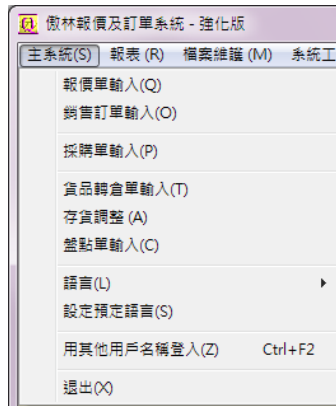 傲林報價及訂單系統 - 強化版
主系統(S) 報表 (R) 檔案維護 (M) 系統工
報價單輸入(Q)
銷售訂單輸入(O)
採購單輸入(P)
貨品轉倉單輸入(T)
存貨調整 (A)
盤點單輸入(C)
語言(L)
設定預定語言(S)
用其他用戶名稱登入(Z) Ctrl+F2
退出(X)